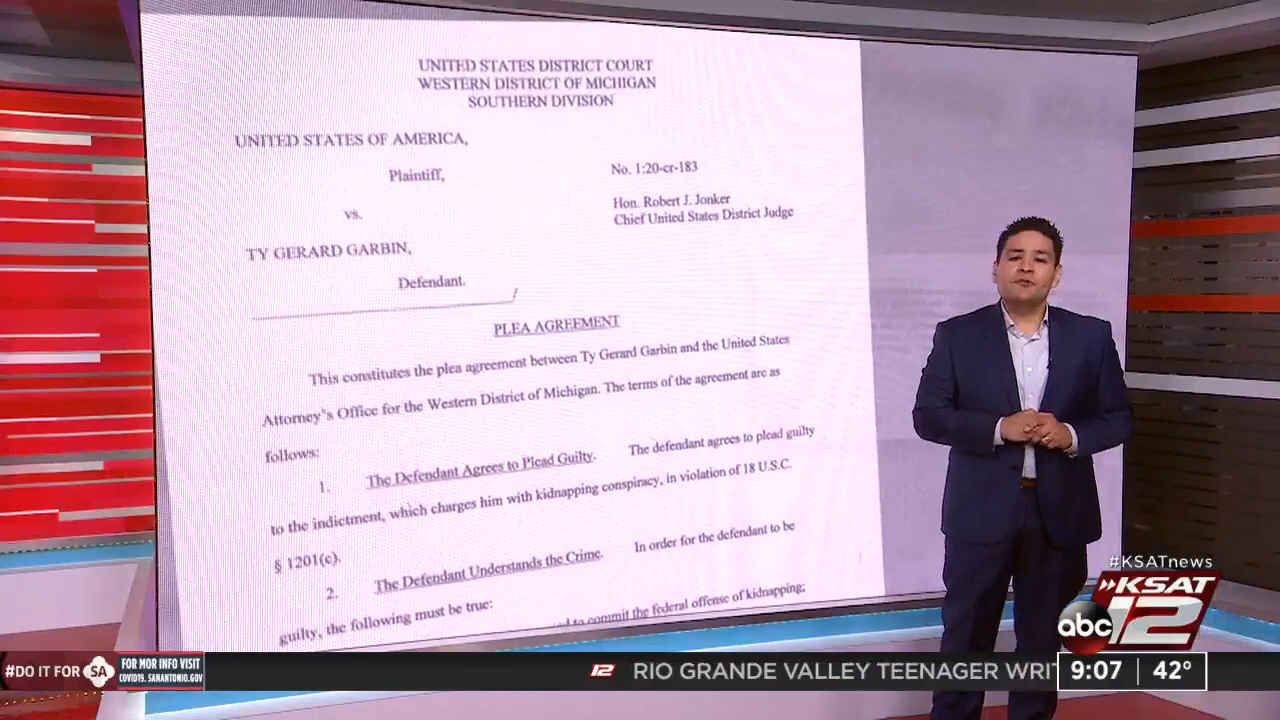 UNITED STATES DISTRICT COURT
WESTERN DISTRICT OF MICHIGAN
SOUTHERN DIVISION
UNITED STATES OF AMERICA,
Plaintiff,
No. 1:20-cr-183
vs.
Hon. Robert J. Jonker
Chief United States District Judge
TY GERARD GARBIN,
Defendant.
/
PLEA AGREEMENT
This constitutes the plea agreement between Ty Gerard Garbin and the United States
Attorney's Office for the Western District of Michigan. The terms of the agreement are as
follows:
1. The Defendant Agrees to Plead Guilty. The defendant agrees to plead guilty
to the indictment, which charges him with kidnapping conspiracy, in violation of 18 U.S.C.
§ 1201(c).
2. The Defendant Understands the Crime. In order for the defendant to be
guilty, the following must be true:
to commit the federal offense of kidnapping;
#KSATnews
KSAT
abc 12
#DO IT FOR SA
FOR MOR INFO VISIT
COVID19.SANANTONIO.GOV
12 RIO GRANDE VALLEY TEENAGER WRIT
9:07 42°